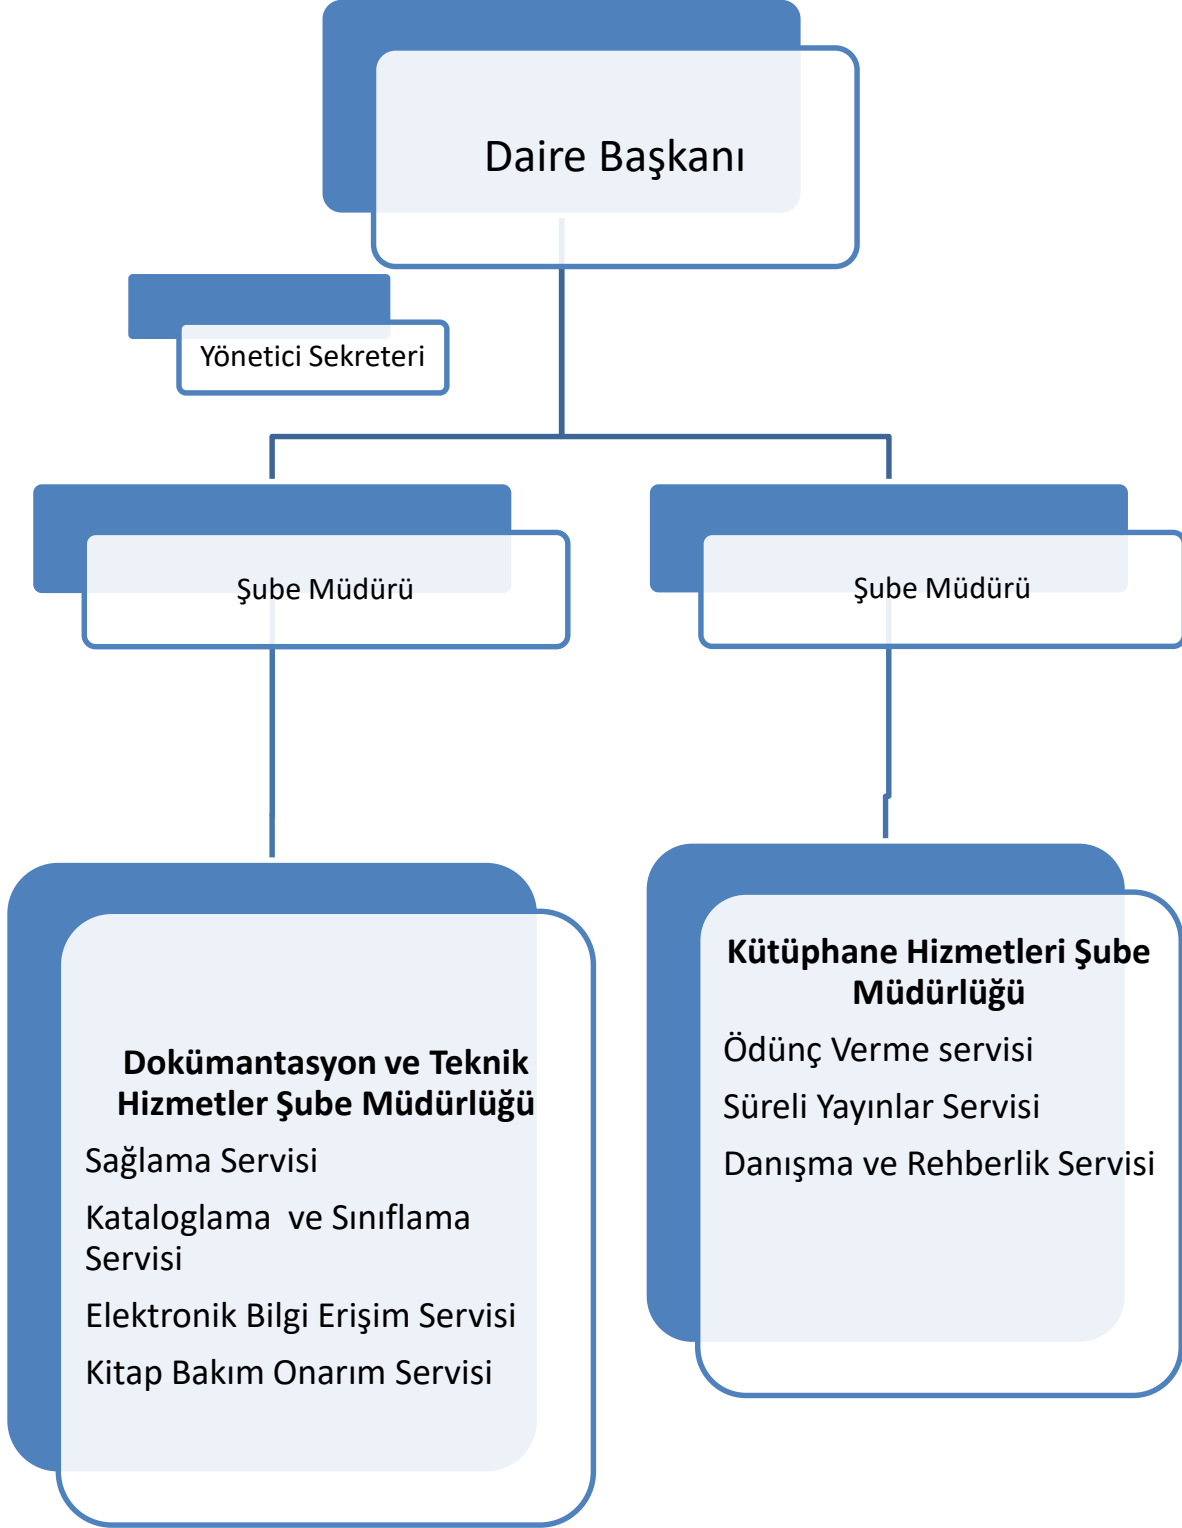 Daire Başkanı
Yönetici Sekreteri
Şube Müdürü
Şube Müdürü
Dokümantasyon ve Teknik
Hizmetler Şube Müdürlüğü
Sağlama Servisi
Kataloglama  ve Sınıflama
Servisi
Elektronik Bilgi Erişim Servisi
Kitap Bakım Onarım Servisi
Kütüphane Hizmetleri Şube
Müdürlüğü
Ödünç Verme servisi
Süreli Yayınlar Servisi
Danışma ve Rehberlik Servisi